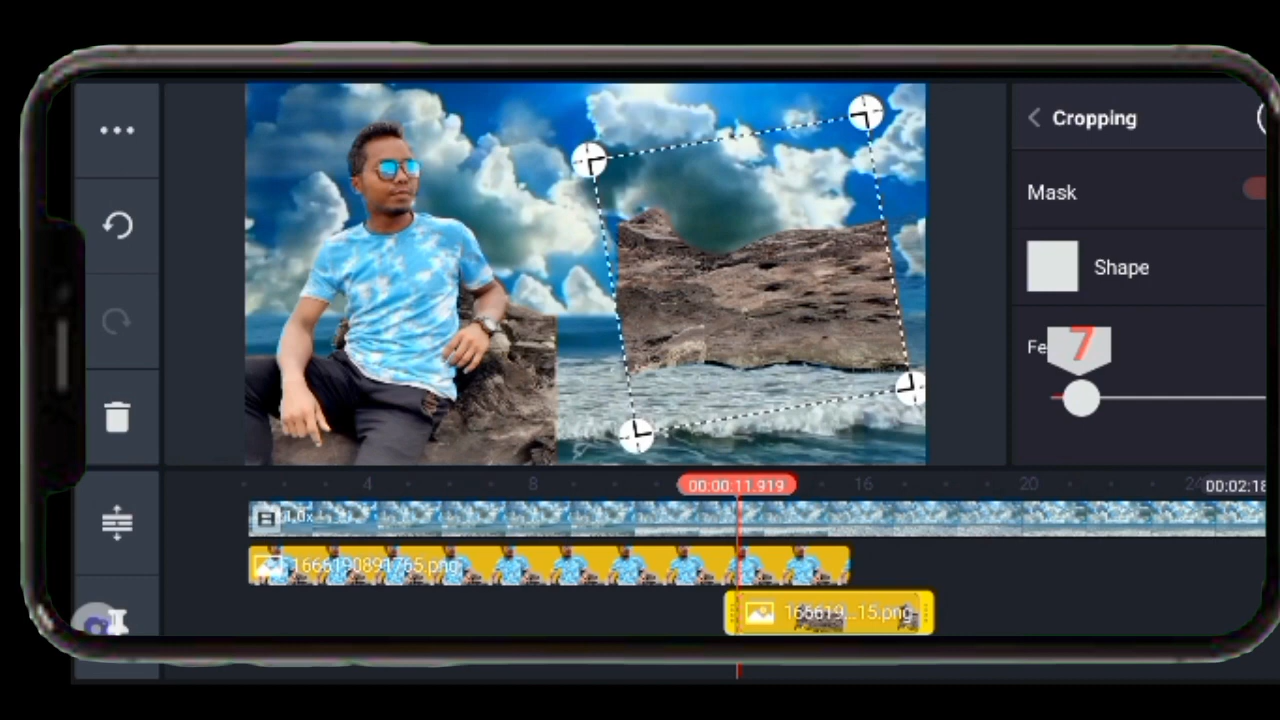 Cropping
Mask
Shape
Fe
7
4
8
00:00:11.919
16
20
24
00:02:18
1.0x
1666190891765.png
166619...15.png